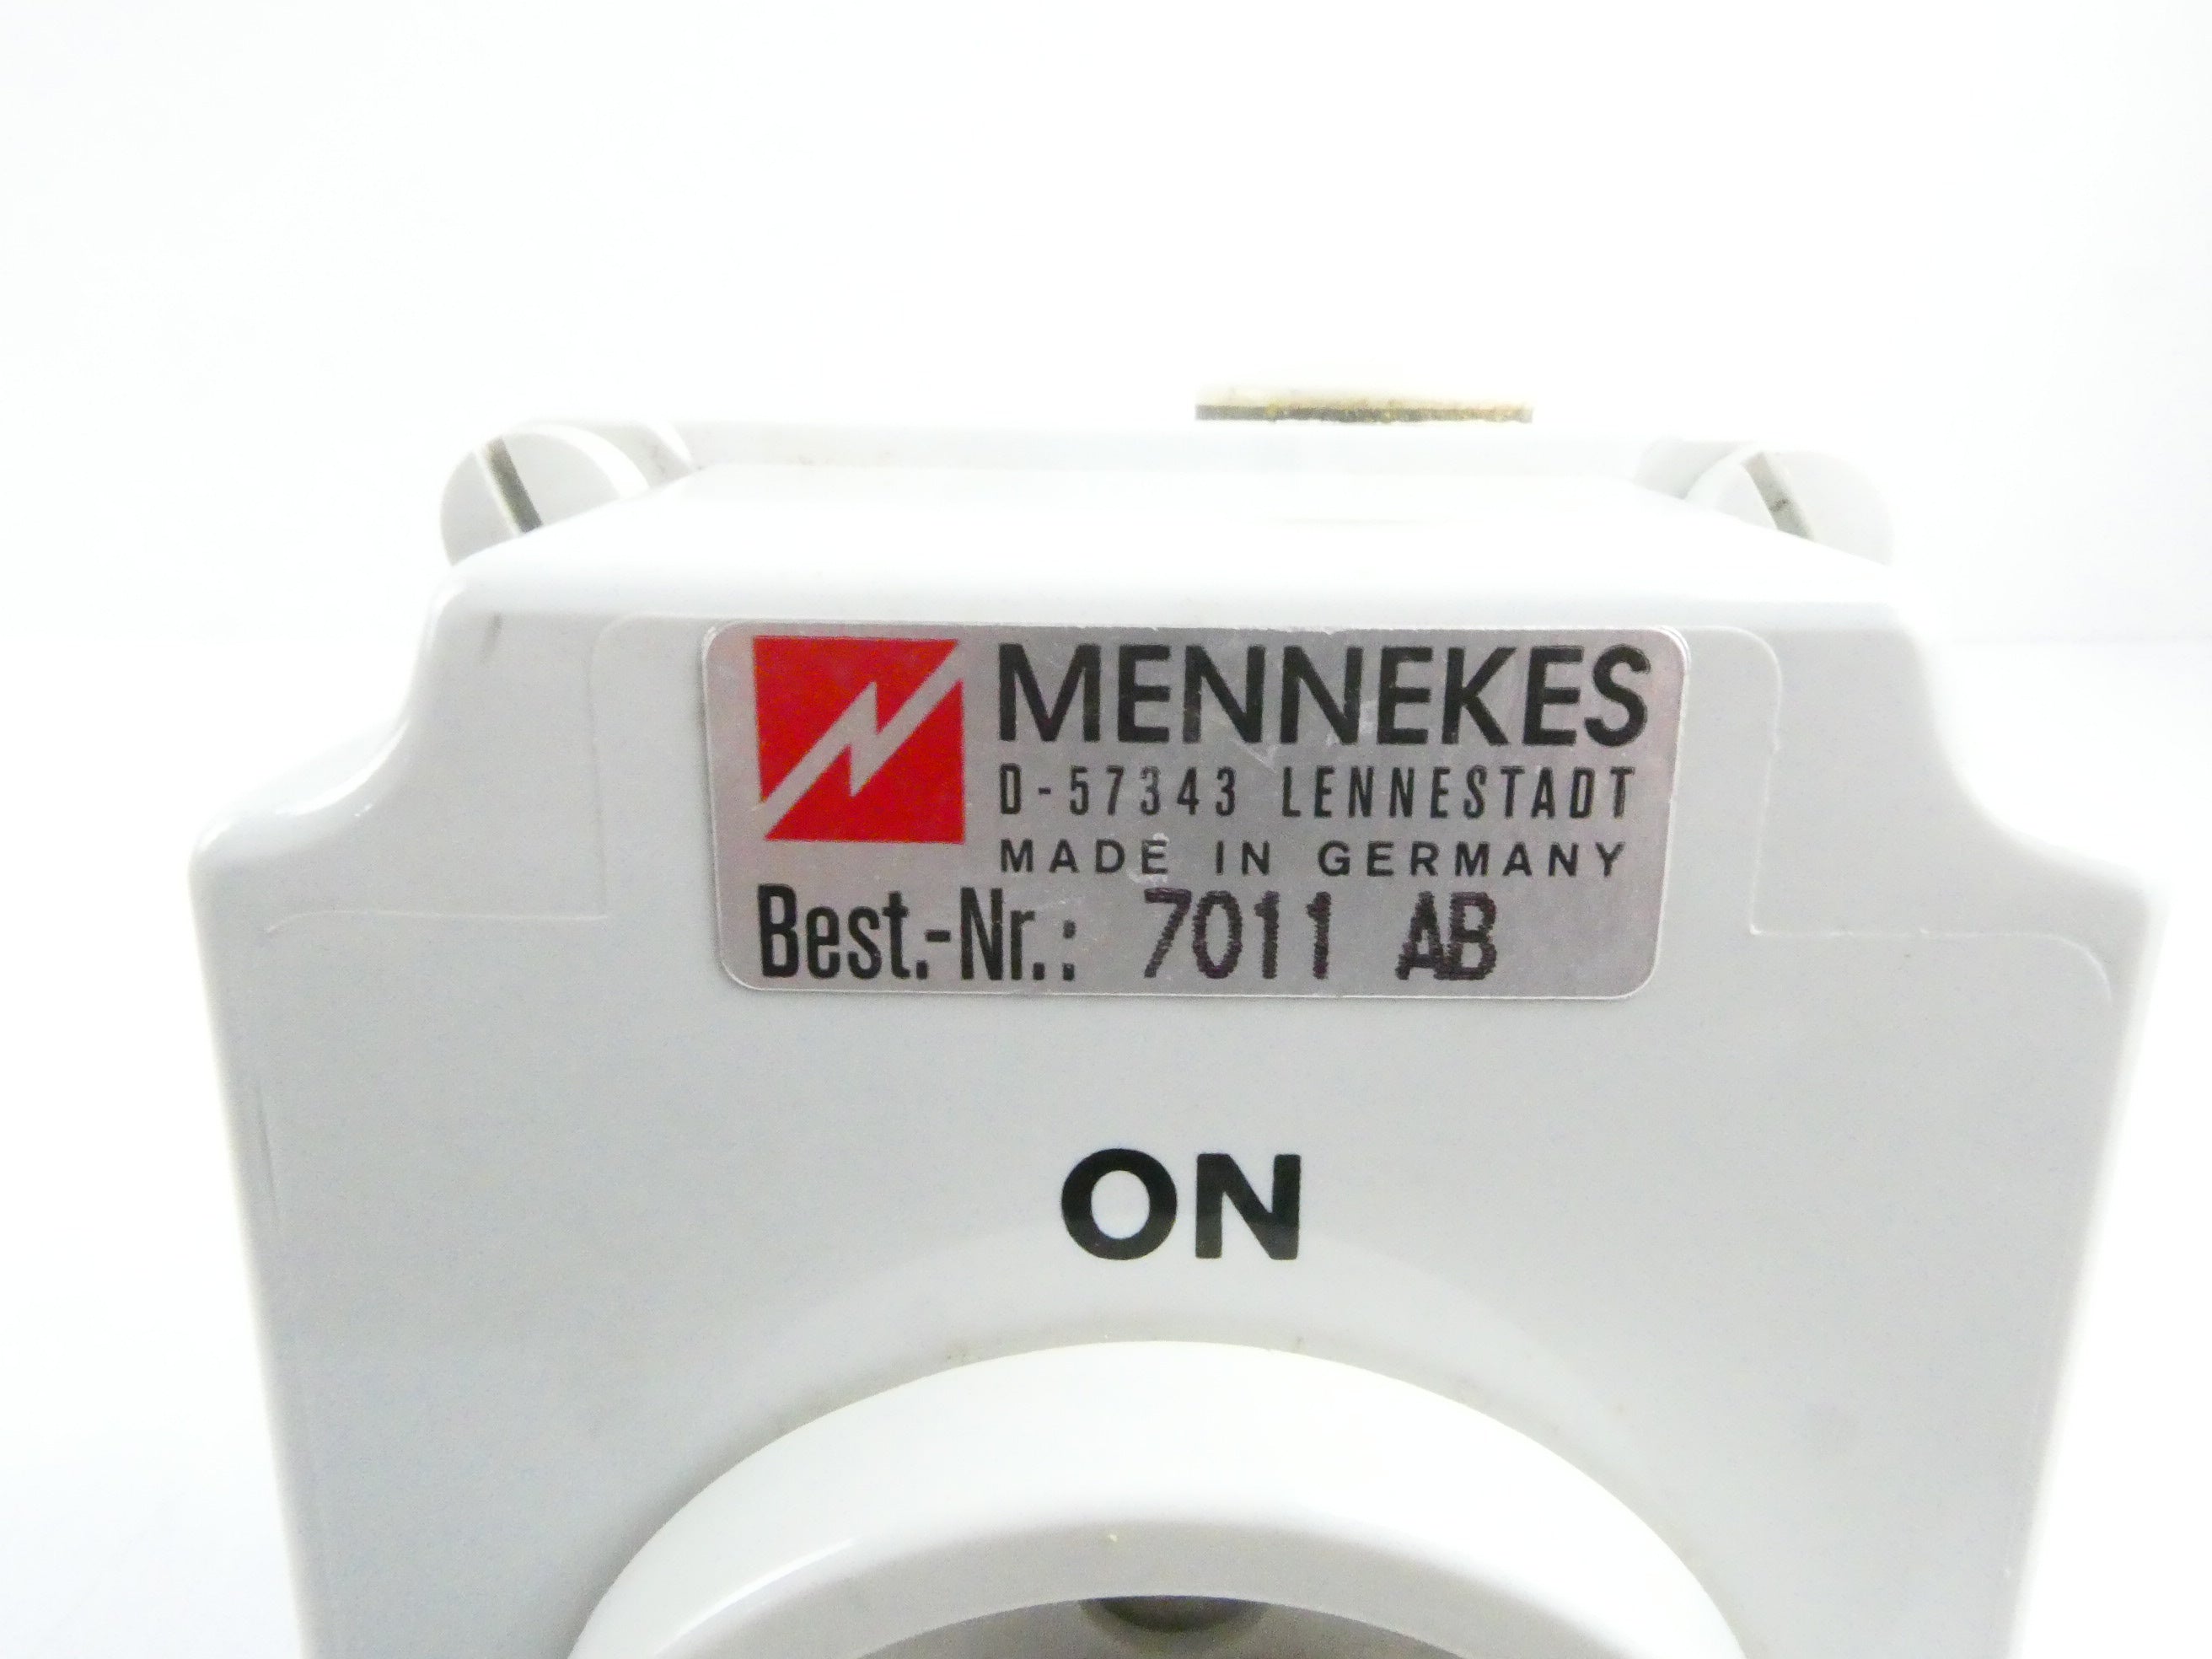 MENNEKES
D-57343 LENNESTADT
MADE IN GERMANY
Best.-Nr.: 7011 AB
ON